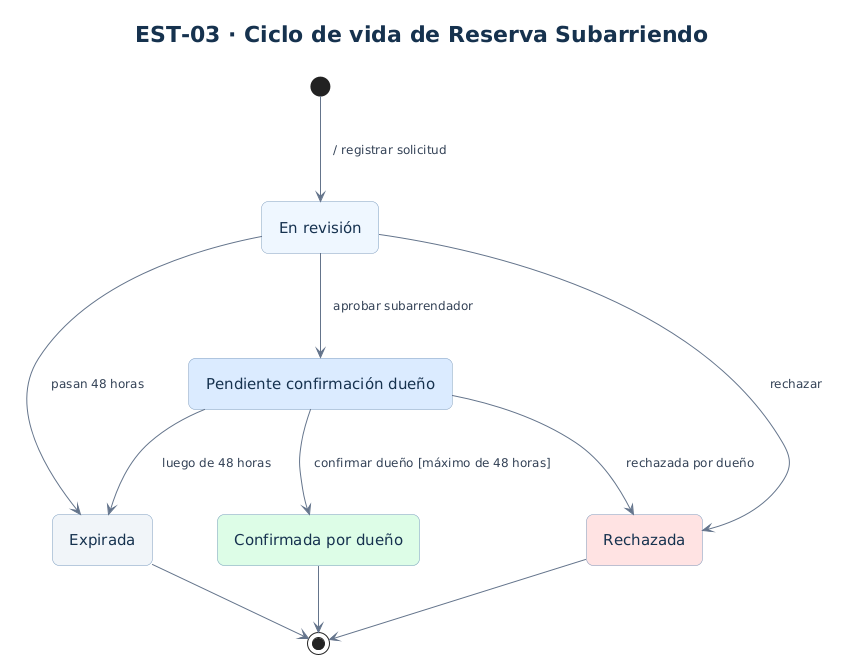 EST-03 · Ciclo de vida de Reserva Subarriendo
/ registrar solicitud
En revisión
aprobar subarrendador
pasan 48 horas
rechazar
Pendiente confirmación dueño
luego de 48 horas
confirmar dueño [máximo de 48 horas]
rechazada por dueño
Expirada
Confirmada por dueño
Rechazada